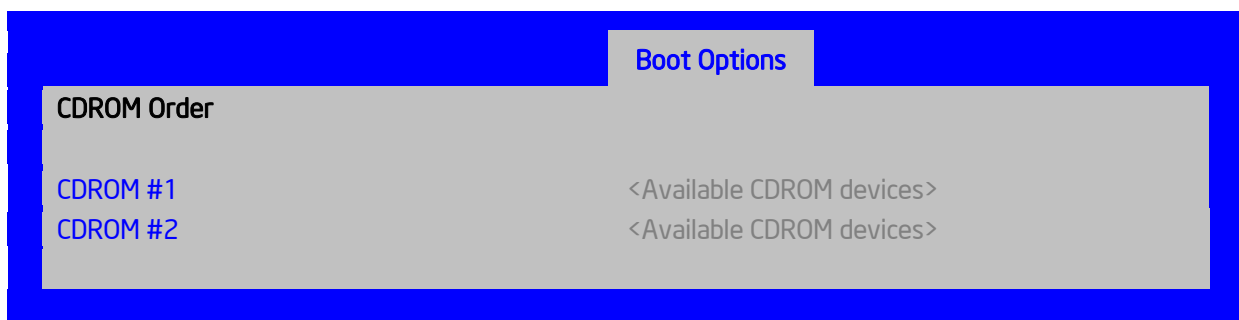 Boot Options
CDROM Order
CDROM #1 <Available CDROM devices>
CDROM #2 <Available CDROM devices>